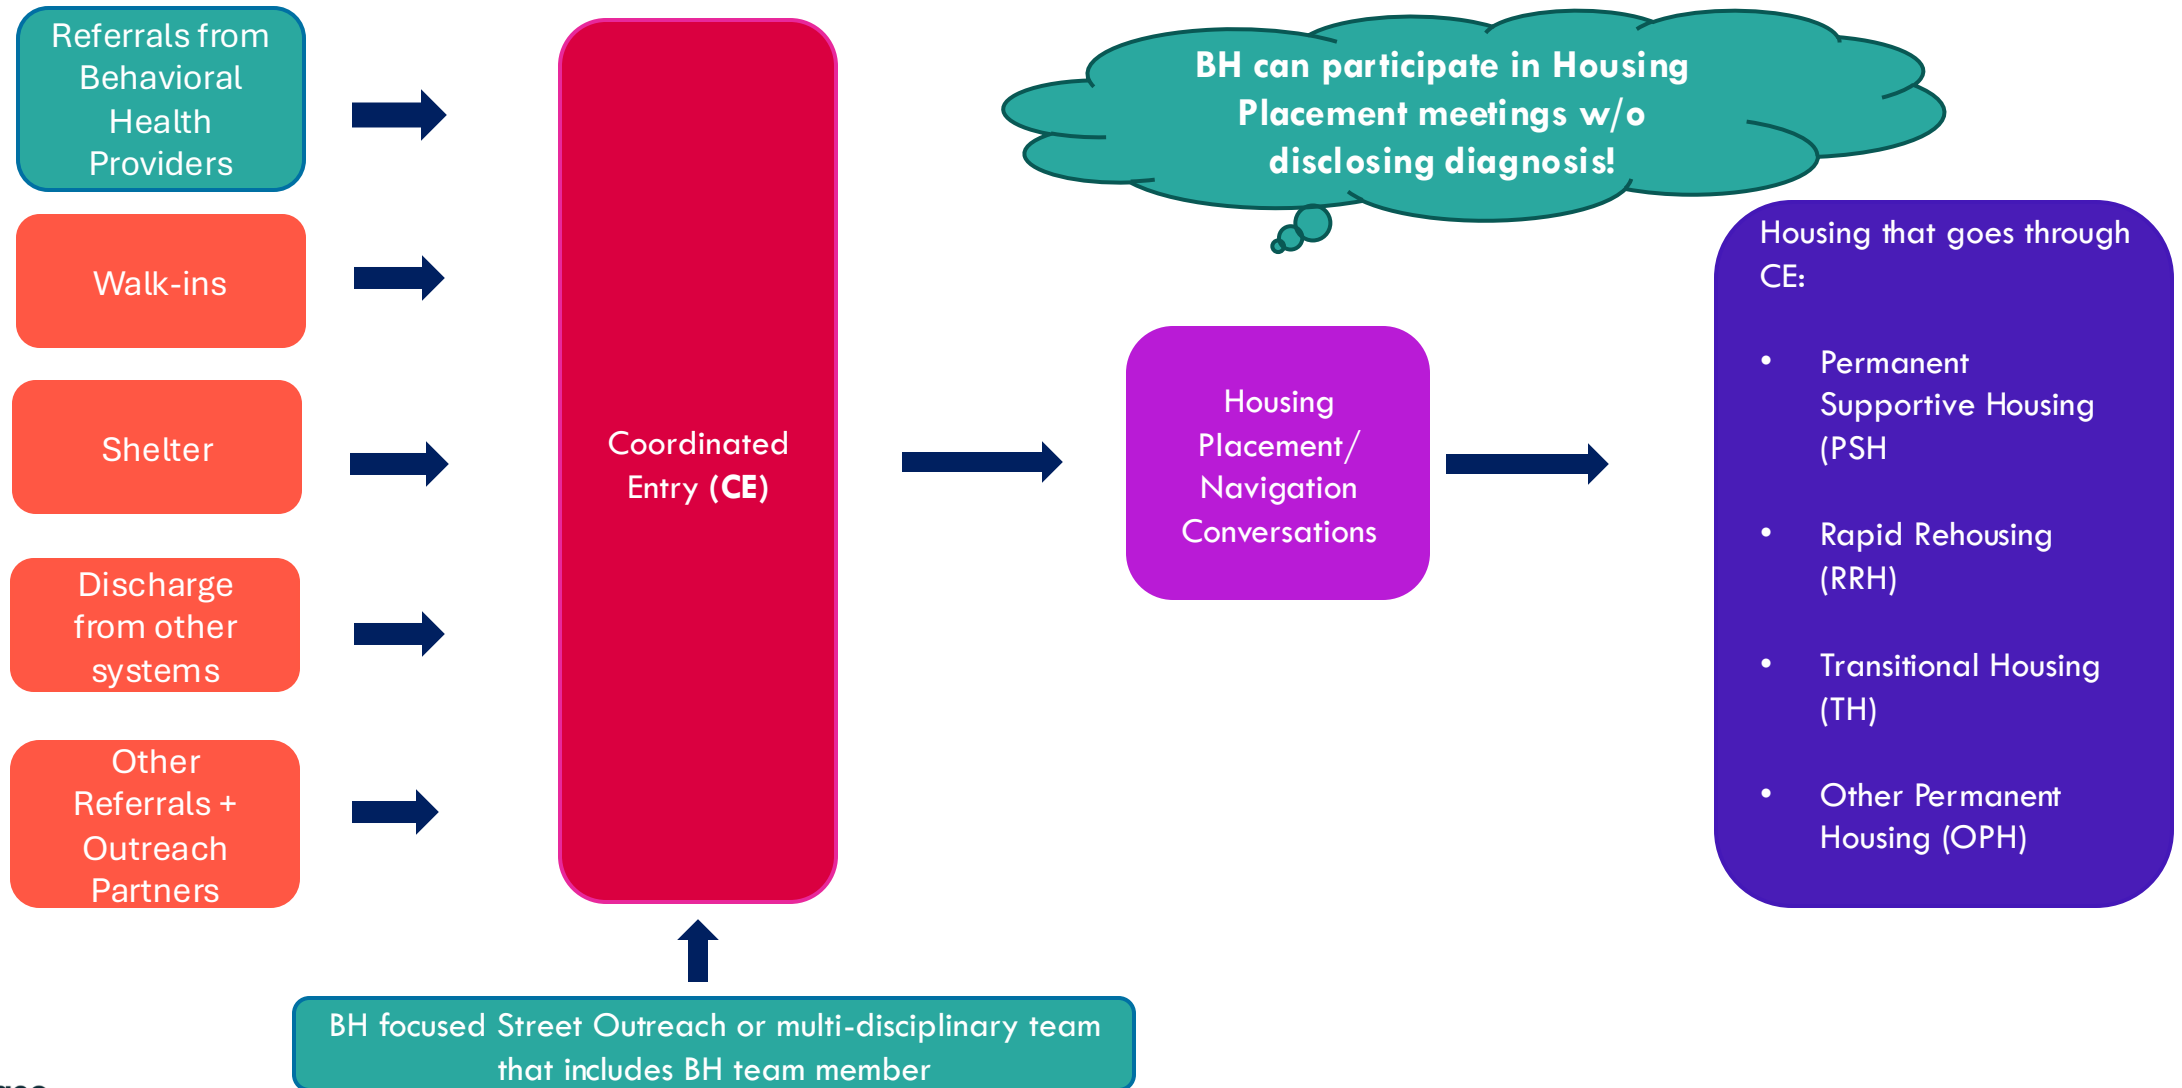 Referrals from
Behavioral
Health
Providers
Walk-ins
Shelter
Discharge
from other
systems
Other
Referrals +
Outreach
Partners
Coordinated
Entry (CE)
BH focused Street Outreach or multi-disciplinary team
that includes BH team member
BH can participate in Housing
Placement meetings w/o
disclosing diagnosis!
Housing
Placement/
Navigation
Conversations
Housing that goes through
CE:
• Permanent
Supportive Housing
(PSH
• Rapid Rehousing
(RRH)
• Transitional Housing
(TH)
• Other Permanent
Housing (OPH)